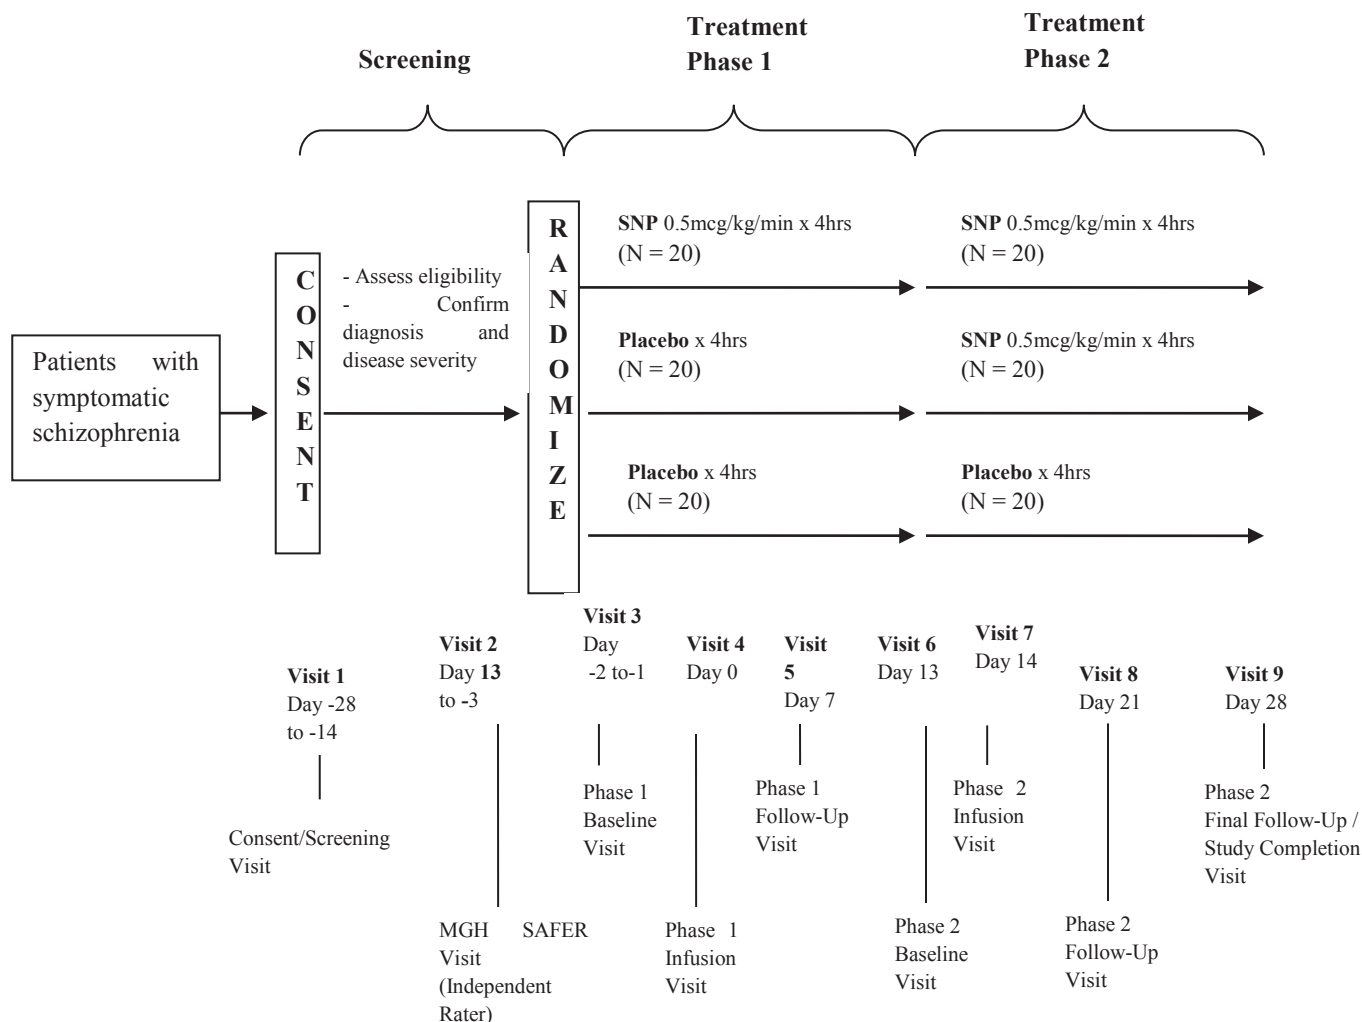 Screening
Treatment
Phase 1
Treatment
Phase 2
Patients with
symptomatic
schizophrenia
C
O
N
S
E
N
T
- Assess eligibility
- Confirm
diagnosis and
disease severity
R
A
N
D
O
M
I
Z
E
SNP 0.5mcg/kg/min x 4hrs
(N = 20)
SNP 0.5mcg/kg/min x 4hrs
(N = 20)
Placebo x 4hrs
(N = 20)
SNP 0.5mcg/kg/min x 4hrs
(N = 20)
Placebo x 4hrs
(N = 20)
Placebo x 4hrs
(N = 20)
Visit 1
Day -28
to -14
Consent/Screening
Visit
Visit 2
Day 13
to -3
MGH SAFER
Visit
(Independent
Rater)
Visit 3
Day
-2 to-1
Phase 1
Baseline
Visit
Visit 4
Day 0
Phase 1
Infusion
Visit
Visit
5
Day 7
Phase 1
Follow-Up
Visit
Visit 6
Day 13
Phase 2
Baseline
Visit
Visit 7
Day 14
Phase 2
Infusion
Visit
Visit 8
Day 21
Phase 2
Follow-Up
Visit
Visit 9
Day 28
Phase 2
Final Follow-Up /
Study Completion
Visit